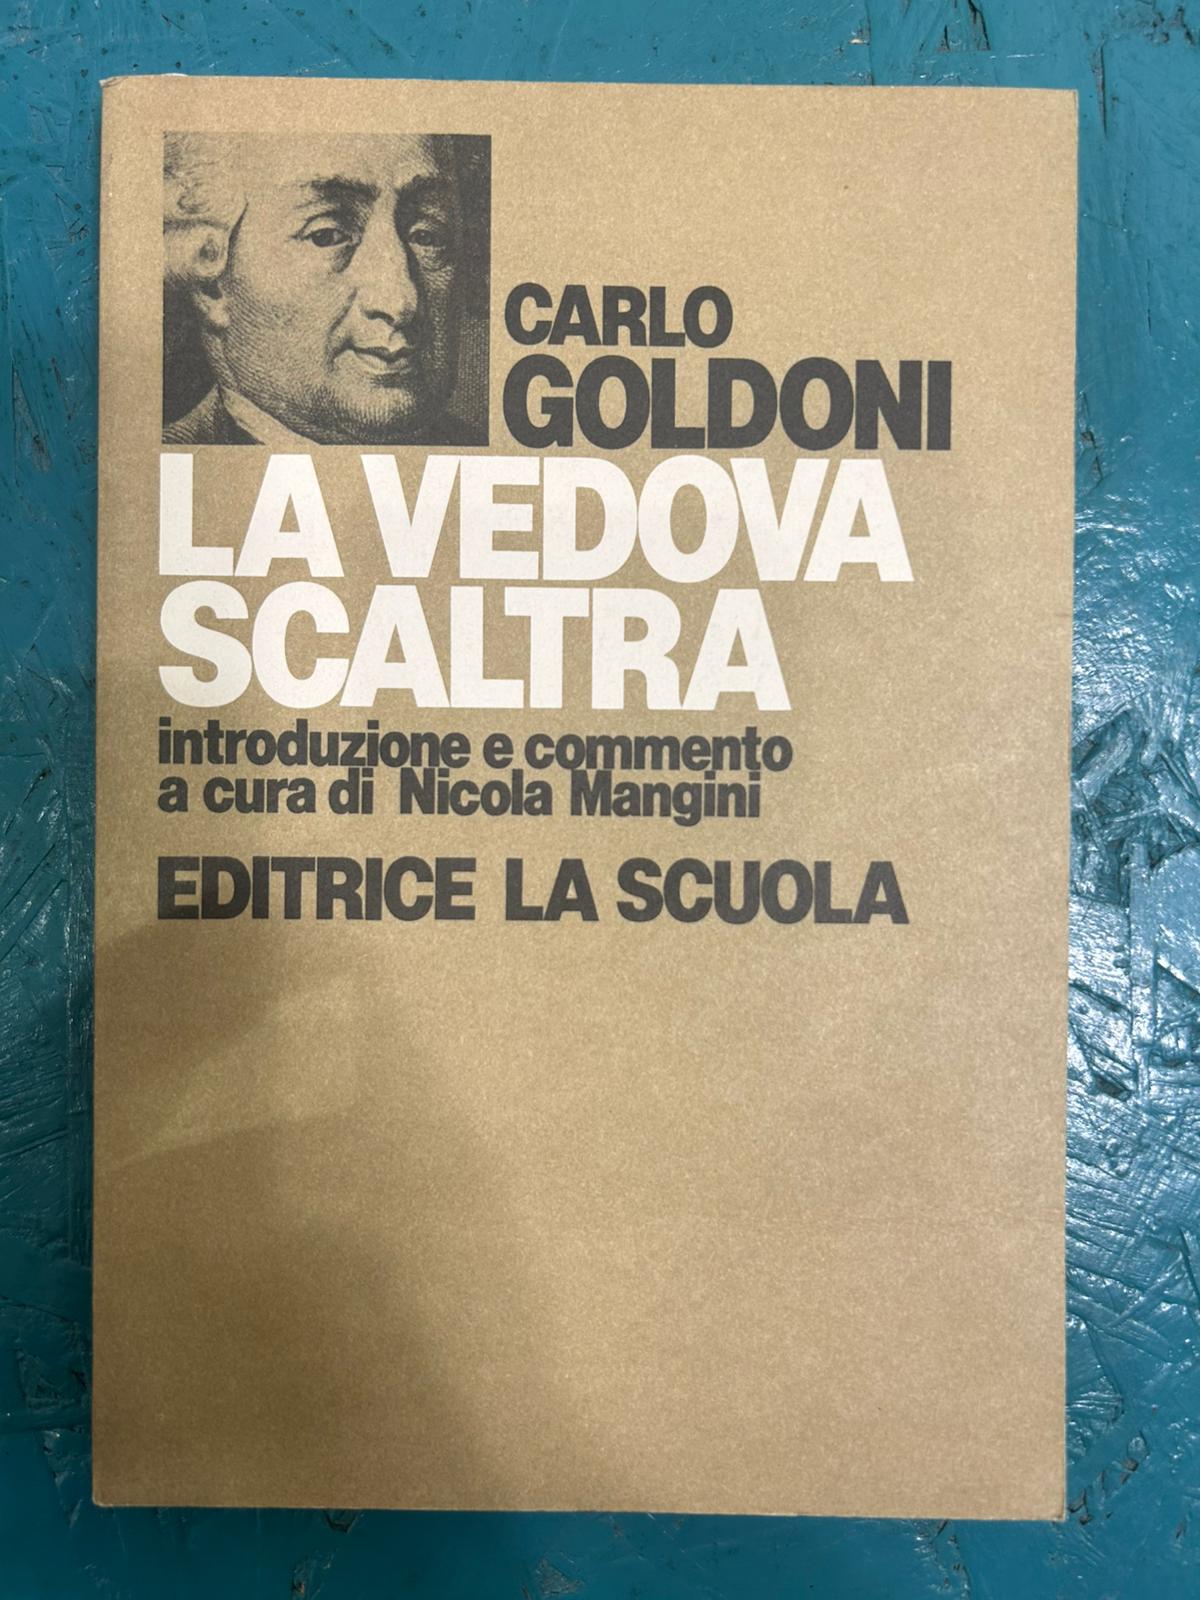 CARLO
GOLDONI
LA VEDOVA
SCALTRA
introduzione e commento
a cura di Nicola Mangini
EDITRICE LA SCUOLA